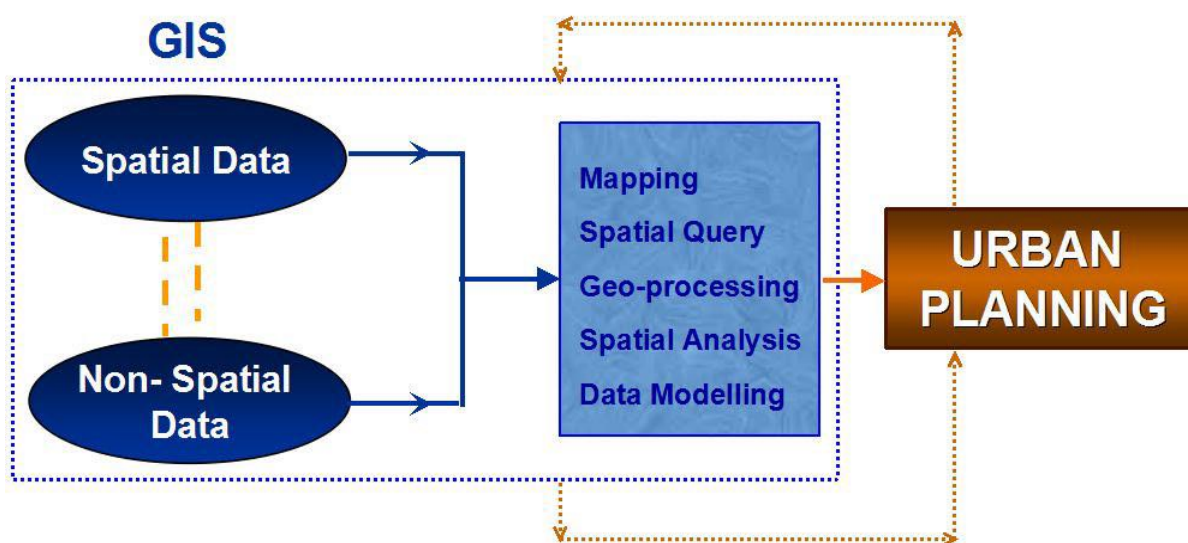 GIS
Spatial Data
Non- Spatial
Data
Mapping
Spatial Query
Geo-processing
Spatial Analysis
Data Modelling
URBAN
PLANNING